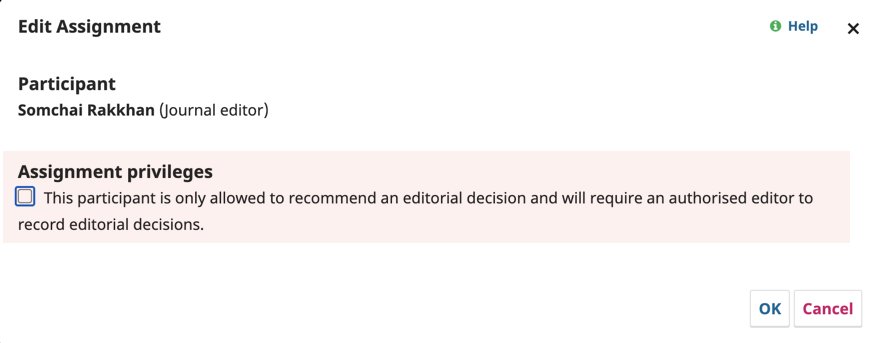 Edit Assignment
Help
Participant
Somchai Rakkhan (Journal editor)
Assignment privileges
This participant is only allowed to recommend an editorial decision and will require an authorised editor to
record editorial decisions.
OK Cancel